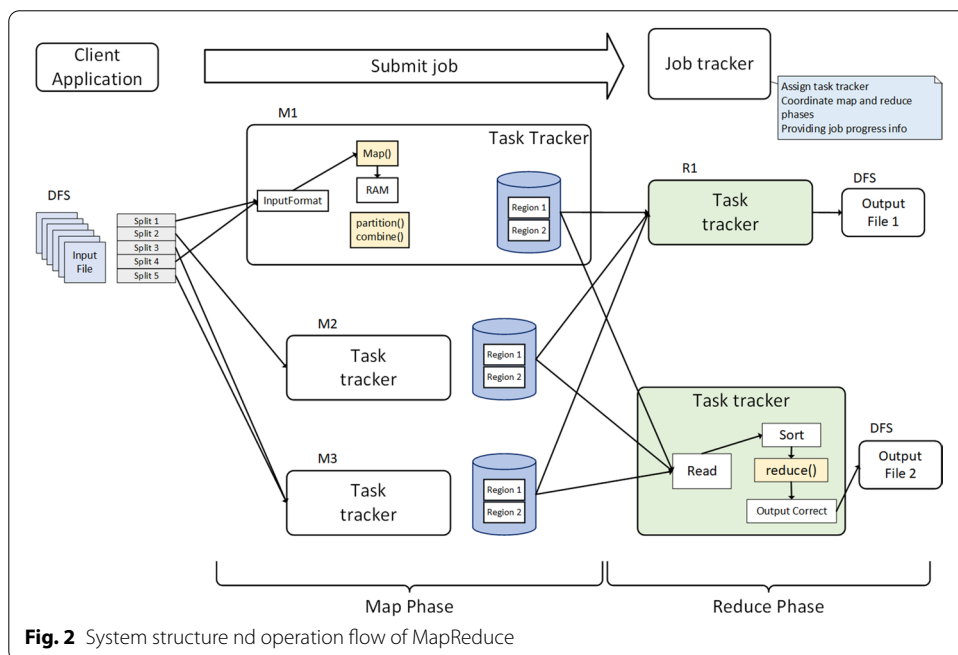 Client
Application
Submit job
Job tracker
Assign task tracker
Coordinate map and reduce
phases
Providing job progress info
M1
Task Tracker
Map()
RAM
InputFormat
partition()
combine()
Region 1
Region 2
DFS
Input
File
Split 1
Split 2
Split 3
Split 4
Split 5
R1
Task
tracker
DFS
Output
File 1
M2
Task
tracker
Region 1
Region 2
M3
Task
tracker
Region 1
Region 2
Task tracker
Read
Sort
reduce()
Output Correct
DFS
Output
File 2
Map Phase
Reduce Phase
Fig. 2 System structure nd operation flow of MapReduce